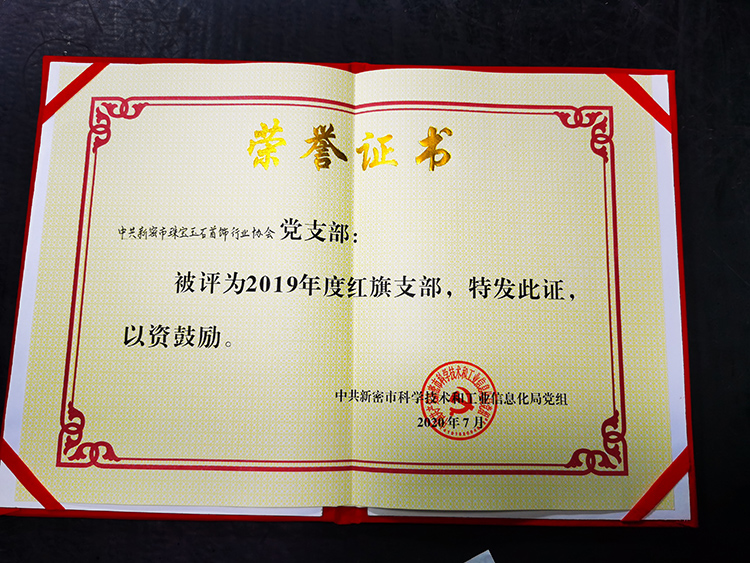 荣誉证书
中共新密市珠宝玉石首饰行业协会 党支部：
被评为2019年度红旗支部，特发此证，
以资鼓励。
中共新密市科学技术和工业信息化局党组
2020年7月